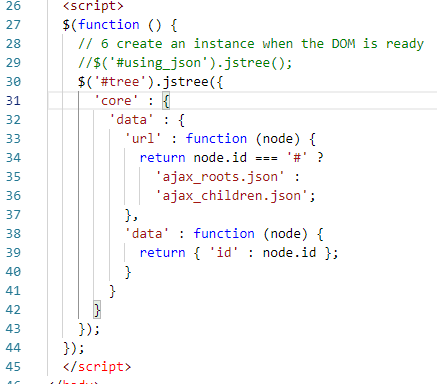 26 <script>
27 $(function () {
28 // 6 create an instance when the DOM is ready
29 //$('#using_json').jstree();
30 $('#tree').jstree({
31 'core' : {
32 'data' : {
33 'url' : function (node) {
34 return node.id === '#' ?
35 'ajax_roots.json' :
36 'ajax_children.json';
37 },
38 'data' : function (node) {
39 return { 'id' : node.id };
40 }
41 }
42 }
43 });
44 });
45 </script>
46 </body>